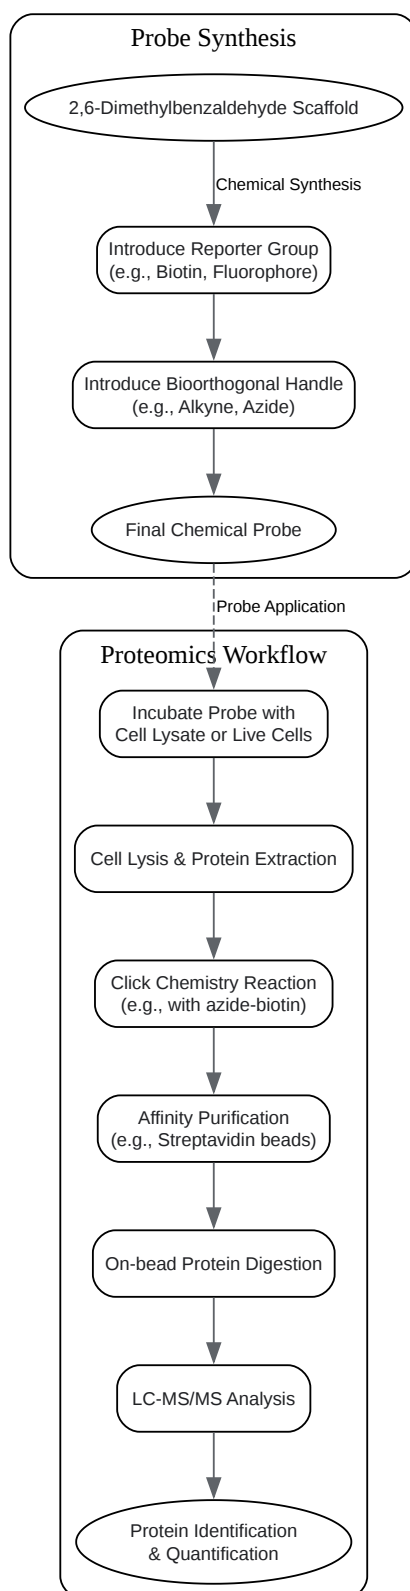 Probe Synthesis
2,6-Dimethylbenzaldehyde Scaffold
Chemical Synthesis
Introduce Reporter Group
(e.g., Biotin, Fluorophore)
Introduce Bioorthogonal Handle
(e.g., Alkyne, Azide)
Final Chemical Probe
Probe Application
Proteomics Workflow
Incubate Probe with
Cell Lysate or Live Cells
Cell Lysis & Protein Extraction
Click Chemistry Reaction
(e.g., with azide-biotin)
Affinity Purification
(e.g., Streptavidin beads)
On-bead Protein Digestion
LC-MS/MS Analysis
Protein Identification
& Quantification